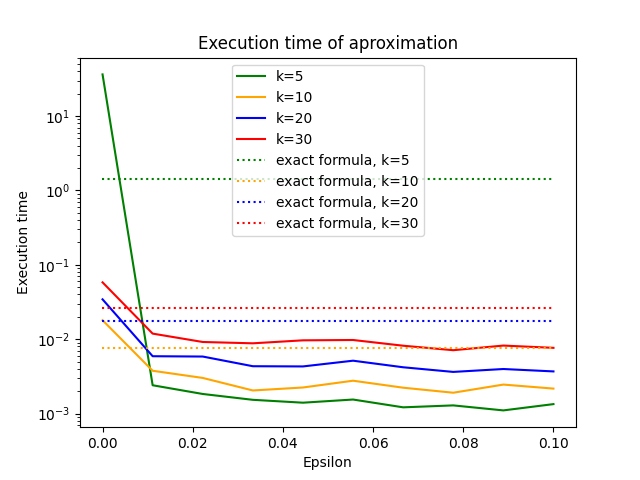 Execution time of aproximation
k=5
k=10
k=20
k=30
exact formula, k=5
exact formula, k=10
exact formula, k=20
exact formula, k=30
Execution time
10¹
10⁰
10⁻¹
10⁻²
10⁻³
0.00 0.02 0.04 0.06 0.08 0.10
Epsilon